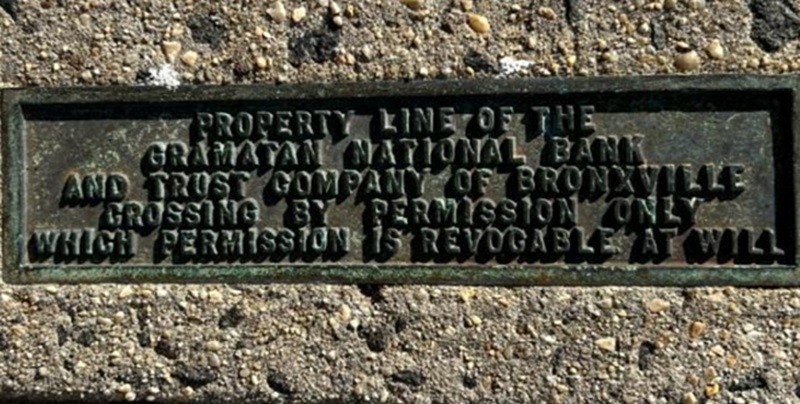 PROPERTY LINE OF THE
GRAMATAN NATIONAL BANK
AND TRUST COMPANY OF BRONXVILLE
CROSSING BY PERMISSION ONLY
WHICH PERMISSION IS REVOCABLE AT WILL